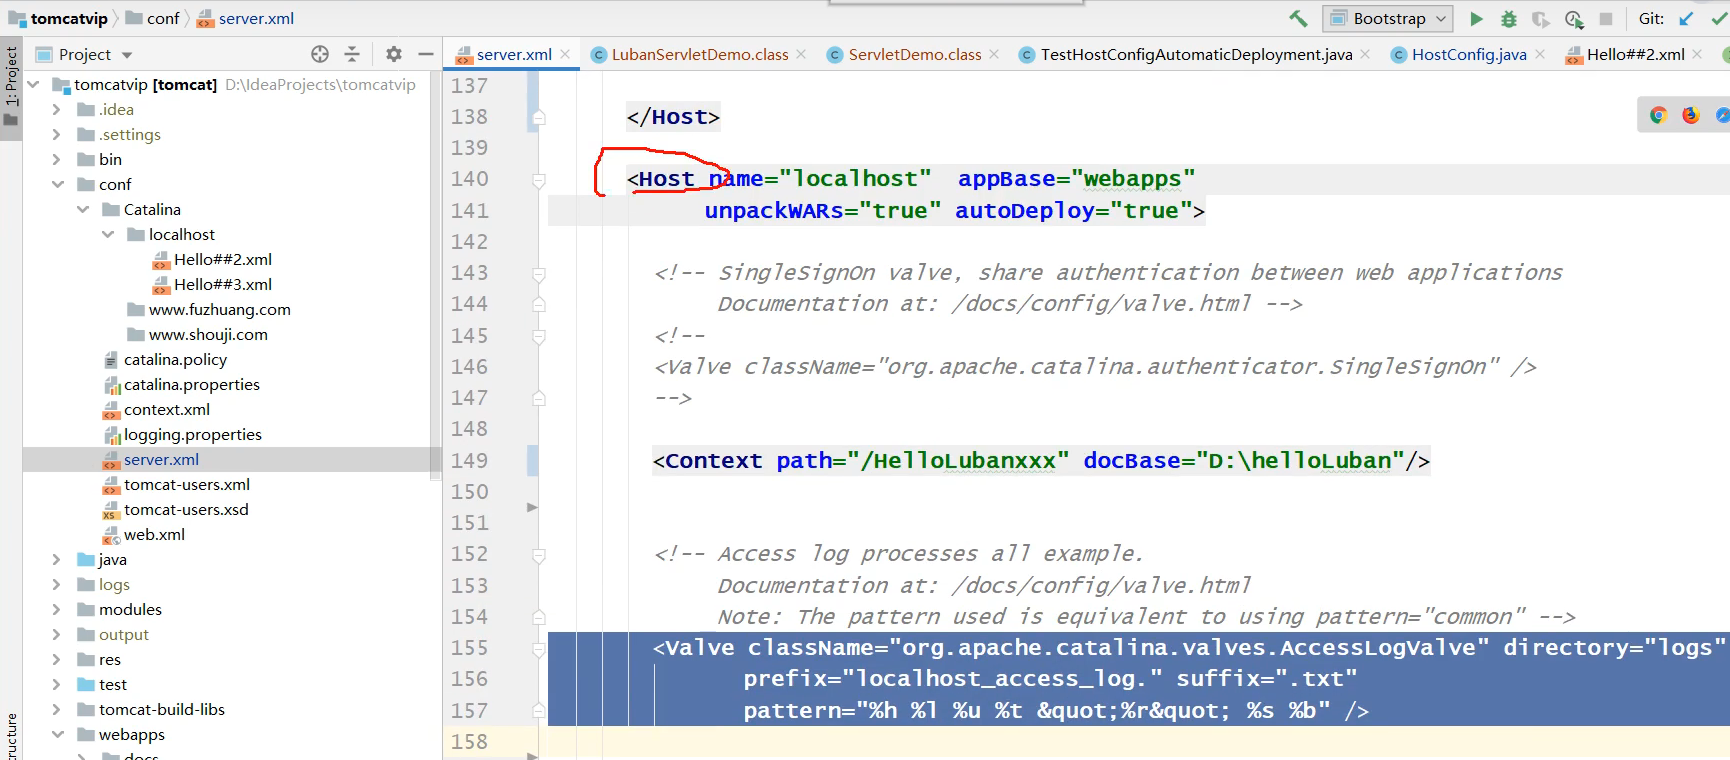 tomcatvip conf server.xml Bootstrap Git:
1: Project
Project
server.xml LubanServletDemo.class ServletDemo.class TestHostConfigAutomaticDeployment.java HostConfig.java Hello##2.xml
tomcatvip [tomcat] D:\IdeaProjects\tomcatvip
.idea
.settings
bin
conf
Catalina
localhost
Hello##2.xml
Hello##3.xml
www.fuzhuang.com
www.shouji.com
catalina.policy
catalina.properties
context.xml
logging.properties
server.xml
tomcat-users.xml
tomcat-users.xsd
web.xml
java
logs
modules
output
res
test
tomcat-build-libs
webapps
docs
ructure
137
138 </Host>
139
140 <Host name="localhost"  appBase="webapps"
141 unpackWARs="true" autoDeploy="true">
142
143 <!-- SingleSignOn valve, share authentication between web applications
144 Documentation at: /docs/config/valve.html -->
145 <!--
146 <Valve className="org.apache.catalina.authenticator.SingleSignOn" />
147 -->
148
149 <Context path="/HelloLubanxxx" docBase="D:\helloLuban"/>
150
151
152 <!-- Access log processes all example.
153 Documentation at: /docs/config/valve.html
154 Note: The pattern used is equivalent to using pattern="common" -->
155 <Valve className="org.apache.catalina.valves.AccessLogValve" directory="logs"
156 prefix="localhost_access_log." suffix=".txt"
157 pattern="%h %l %u %t &quot;%r&quot; %s %b" />
158